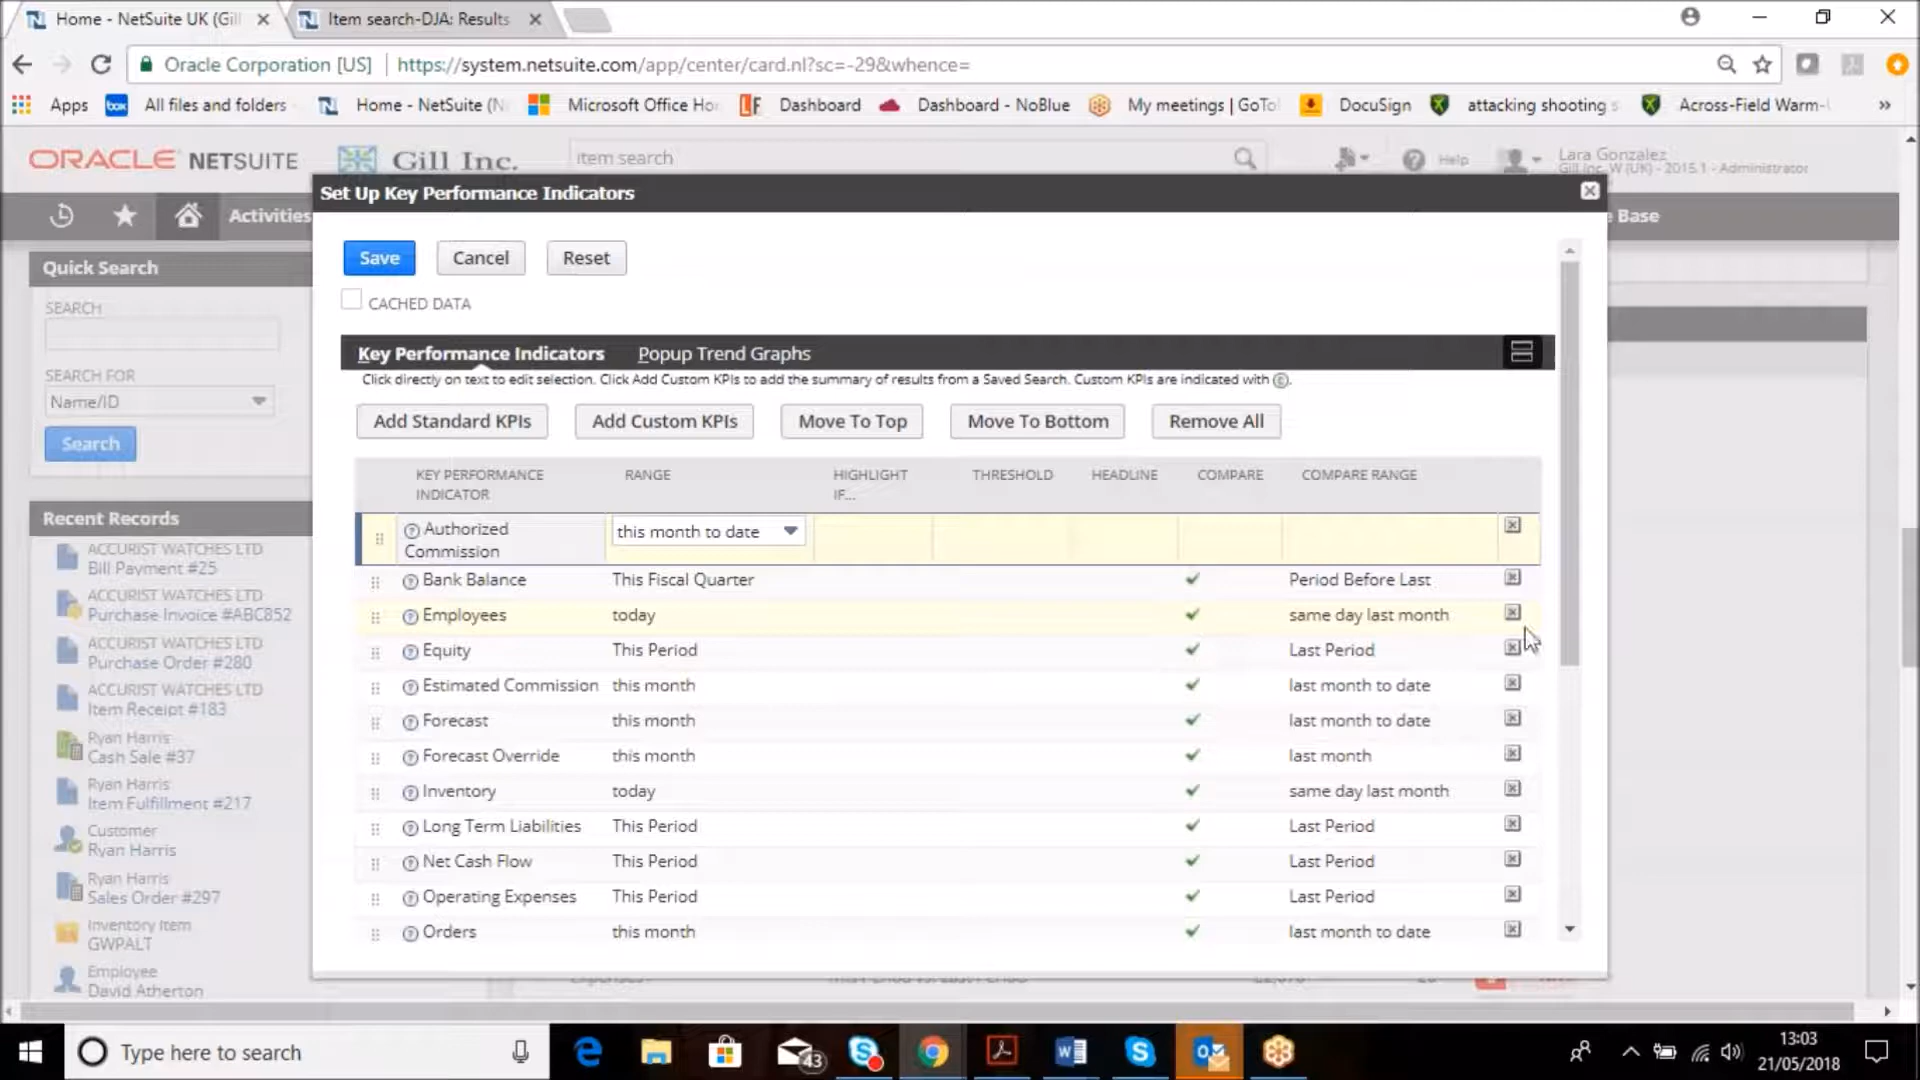 Home - NetSuite UK (Gill
Item search-DJA: Results
Oracle Corporation [US]
https://system.netsuite.com/app/center/card.nl?sc=-29&whence=
Apps
box
All files and folders
Home - NetSuite (N
Microsoft Office Ho
Dashboard
Dashboard - NoBlue
My meetings | GoTo
DocuSign
attacking shooting s
Across-Field Warm-
»
ORACLE NETSUITE
Gill Inc.
item search
Help
Lara Gonzalez
Gill Inc. W (UK) - 2015.1 - Administrator
Activities
e Base
Set Up Key Performance Indicators
Quick Search
SEARCH
SEARCH FOR
Name/ID
Search
Save
Cancel
Reset
CACHED DATA
Key Performance Indicators
Popup Trend Graphs
Click directly on text to edit selection. Click Add Custom KPIs to add the summary of results from a Saved Search. Custom KPIs are indicated with ©.
Add Standard KPIs
Add Custom KPIs
Move To Top
Move To Bottom
Remove All
KEY PERFORMANCE INDICATOR RANGE HIGHLIGHT IF... THRESHOLD HEADLINE COMPARE COMPARE RANGE
Authorized Commission this month to date
Bank Balance This Fiscal Quarter Period Before Last
Employees today same day last month
Equity This Period Last Period
Estimated Commission this month last month to date
Forecast this month last month to date
Forecast Override this month last month
Inventory today same day last month
Long Term Liabilities This Period Last Period
Net Cash Flow This Period Last Period
Operating Expenses This Period Last Period
Orders this month last month to date
Recent Records
ACCURIST WATCHES LTD
Bill Payment #25
ACCURIST WATCHES LTD
Purchase Invoice #ABC852
ACCURIST WATCHES LTD
Purchase Order #280
ACCURIST WATCHES LTD
Item Receipt #183
Ryan Harris
Cash Sale #37
Ryan Harris
Item Fulfillment #217
Customer
Ryan Harris
Ryan Harris
Sales Order #297
Inventory Item
GWPALT
Employee
David Atherton
Type here to search
43
13:03
21/05/2018